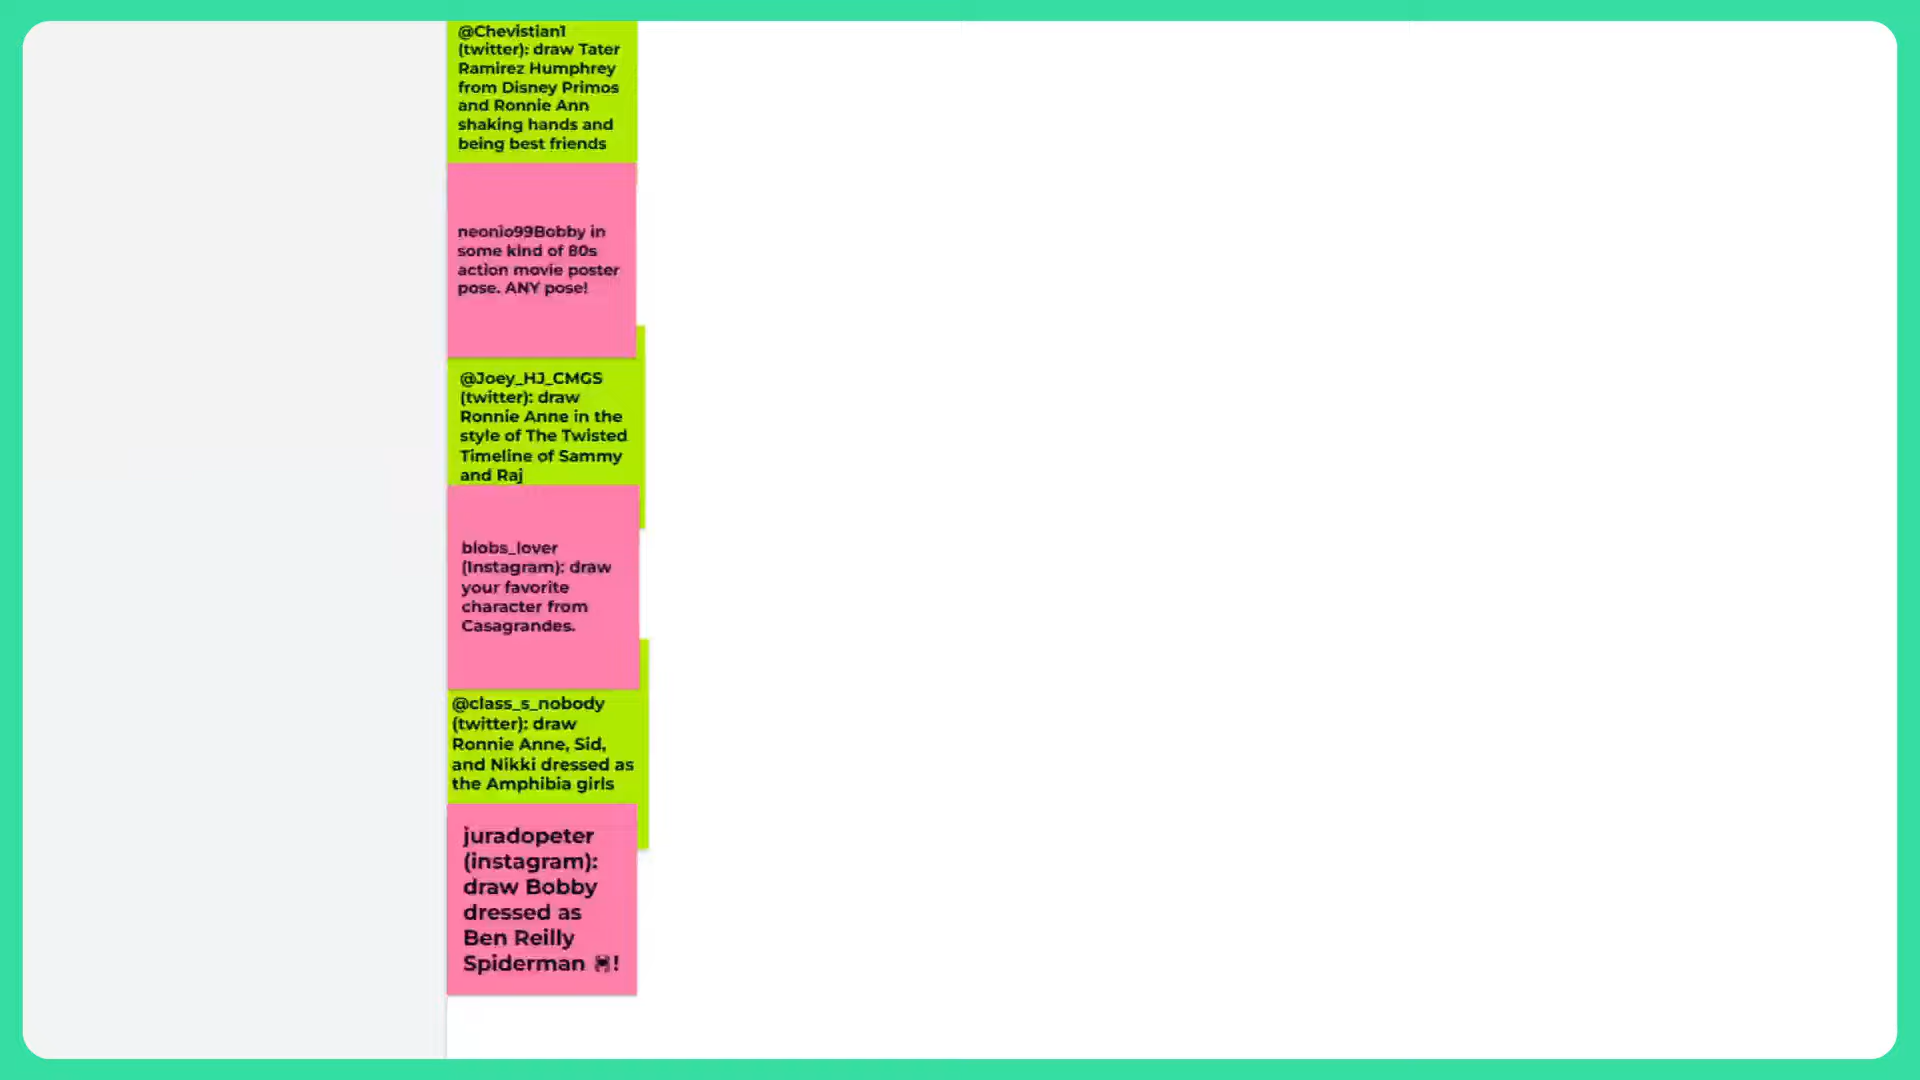 @Chevistian1
(twitter): draw Tater
Ramirez Humphrey
from Disney Primos
and Ronnie Ann
shaking hands and
being best friends
neonio99Bobby in
some kind of 80s
action movie poster
pose. ANY pose!
@Joey_HJ_CMGS
(twitter): draw
Ronnie Anne in the
style of The Twisted
Timeline of Sammy
and Raj
blobs_lover
(Instagram): draw
your favorite
character from
Casagrandes.
@class_s_nobody
(twitter): draw
Ronnie Anne, Sid,
and Nikki dressed as
the Amphibia girls
juradopeter
(instagram):
draw Bobby
dressed as
Ben Reilly
Spiderman 🕷!